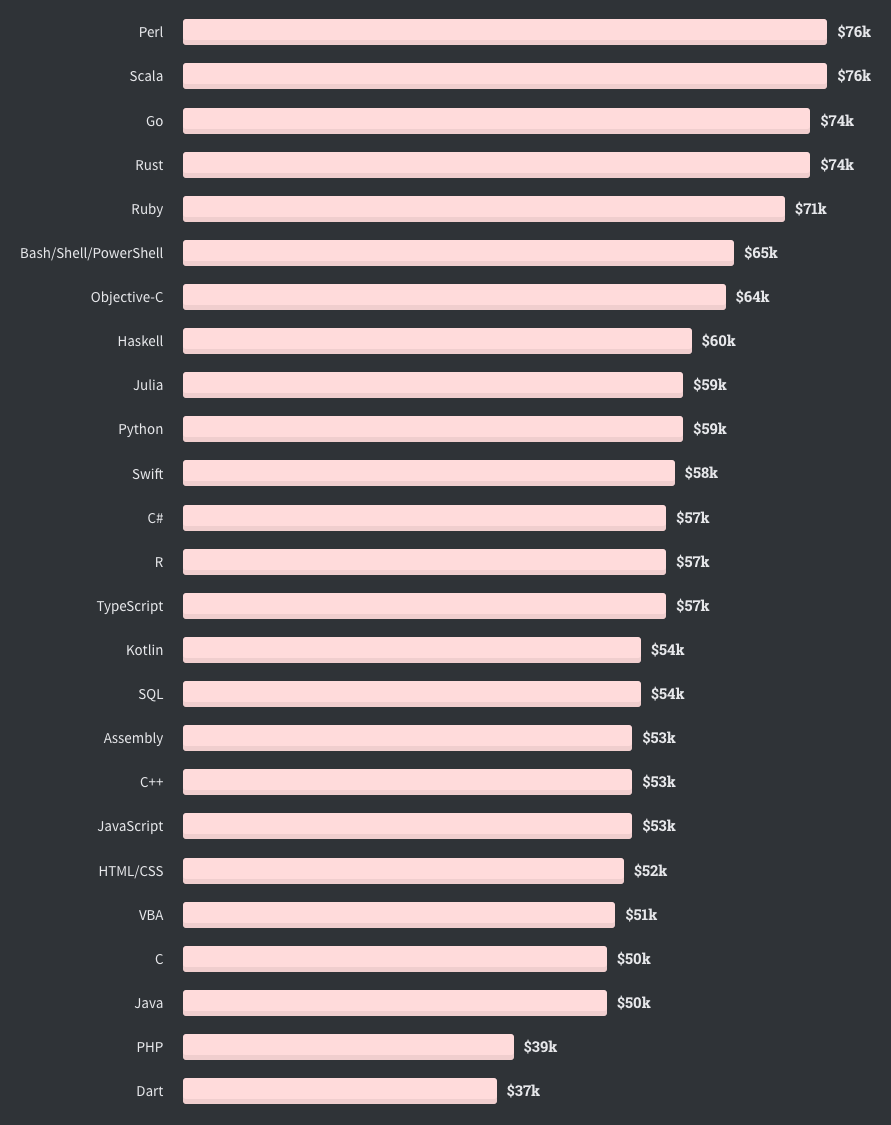 Perl $76k
Scala $76k
Go $74k
Rust $74k
Ruby $71k
Bash/Shell/PowerShell $65k
Objective-C $64k
Haskell $60k
Julia $59k
Python $59k
Swift $58k
C# $57k
R $57k
TypeScript $57k
Kotlin $54k
SQL $54k
Assembly $53k
C++ $53k
JavaScript $53k
HTML/CSS $52k
VBA $51k
C $50k
Java $50k
PHP $39k
Dart $37k